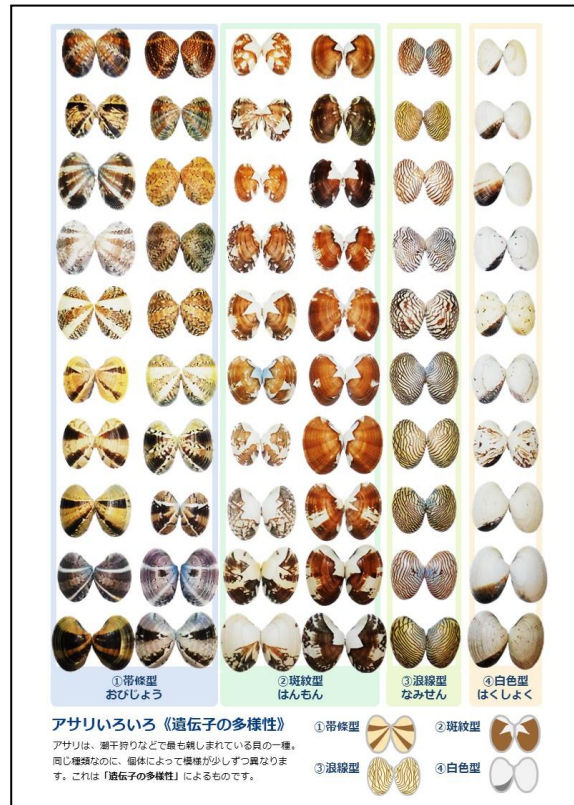 ①帯條型
おびじょう
②斑紋型
はんもん
③浪線型
なみせん
④白色型
はくしょく
アサリいろいろ《遺伝子の多様性》
アサリは、潮干狩りなどで最も親しまれている貝の一種。
同じ種類なのに、個体によって模様が少しずつ異なりま
す。これは「遺伝子の多様性」によるものです。
①帯條型
②斑紋型
③浪線型
④白色型